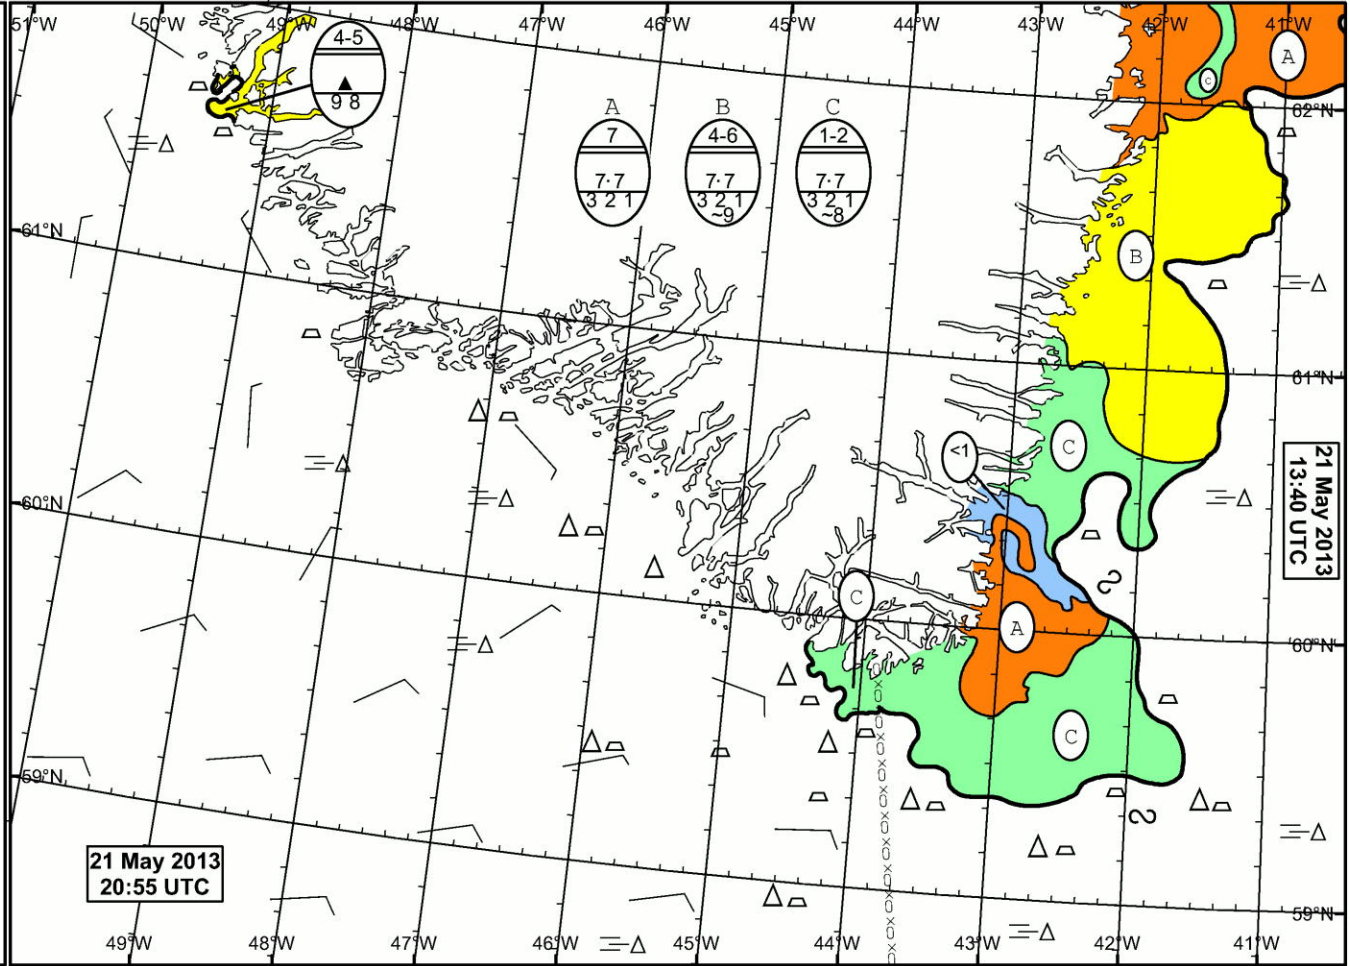 51°W 50°W 49°W 48°W 47°W 46°W 45°W 44°W 43°W 42°W 41°W
4-5
9 8
A B C
7 4-6 1-2
7·7 7·7 7·7
3 2 1 3 2 1 3 2 1
~9 ~8
A
C
62°N
61°N
B
61°N
C
<1
21 May 2013
13:40 UTC
60°N
C
A
60°N
C
59°N
21 May 2013
20:55 UTC
59°N
49°W 48°W 47°W 46°W 45°W 44°W 43°W 42°W 41°W